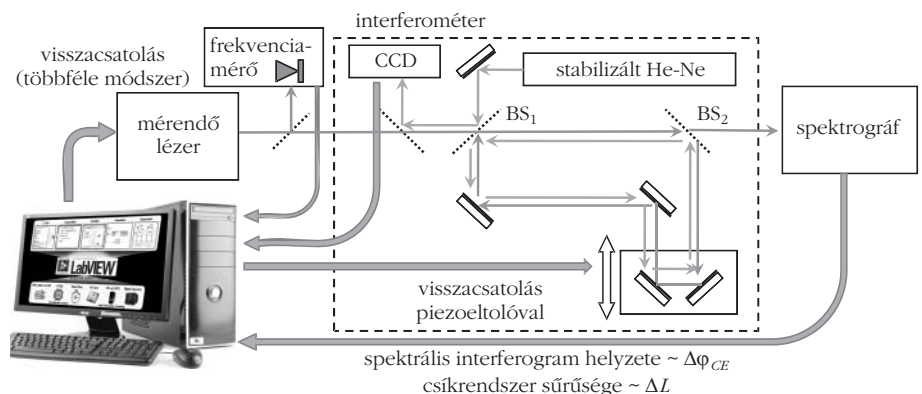 interferométer
visszacsatolás
(többféle módszer)
frekvencia-
mérő
CCD
stabilizált He-Ne
mérendő
lézer
BS1
BS2
spektrográf
LabVIEW
visszacsatolás
piezoeltolóval
spektrális interferogram helyzete ~ ΔφCE
csíkrendszer sűrűsége ~ ΔL